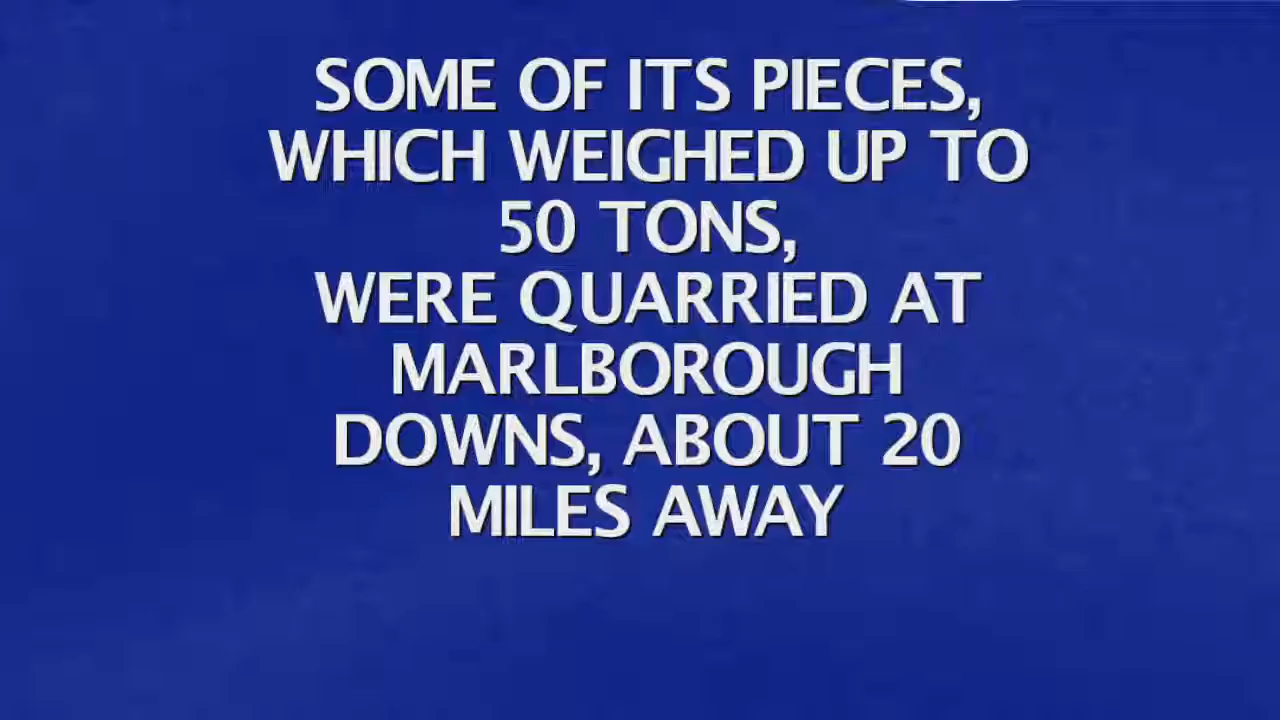 SOME OF ITS PIECES,
WHICH WEIGHED UP TO
50 TONS,
WERE QUARRIED AT
MARLBOROUGH
DOWNS, ABOUT 20
MILES AWAY